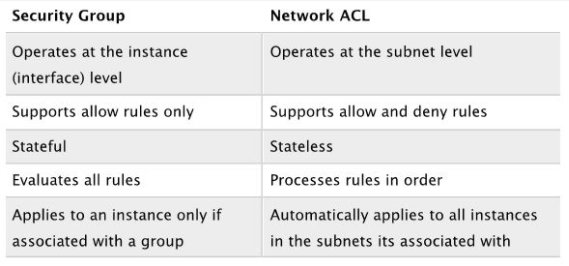 Security Group Network ACL
Operates at the instance Operates at the subnet level
(interface) level
Supports allow rules only Supports allow and deny rules
Stateful Stateless
Evaluates all rules Processes rules in order
Applies to an instance only if Automatically applies to all instances
associated with a group in the subnets its associated with